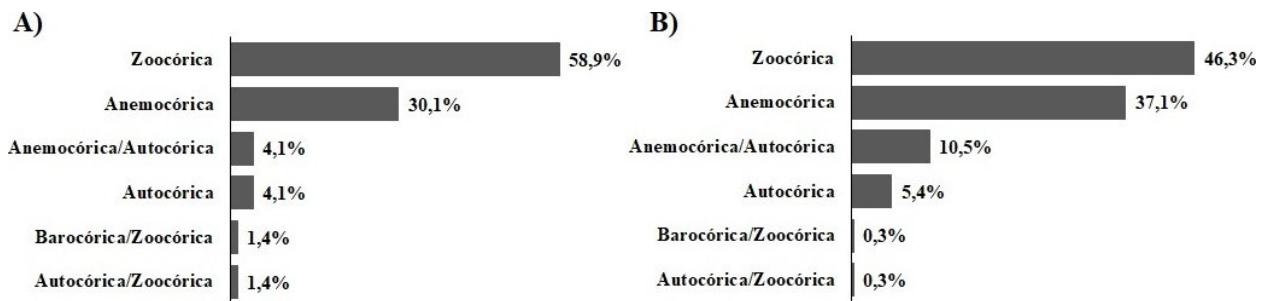 A)
Zoocórica 58,9%
Anemocórica 30,1%
Anemocórica/Autocórica 4,1%
Autocórica 4,1%
Barocórica/Zoocórica 1,4%
Autocórica/Zoocórica 1,4%
B)
Zoocórica 46,3%
Anemocórica 37,1%
Anemocórica/Autocórica 10,5%
Autocórica 5,4%
Barocórica/Zoocórica 0,3%
Autocórica/Zoocórica 0,3%